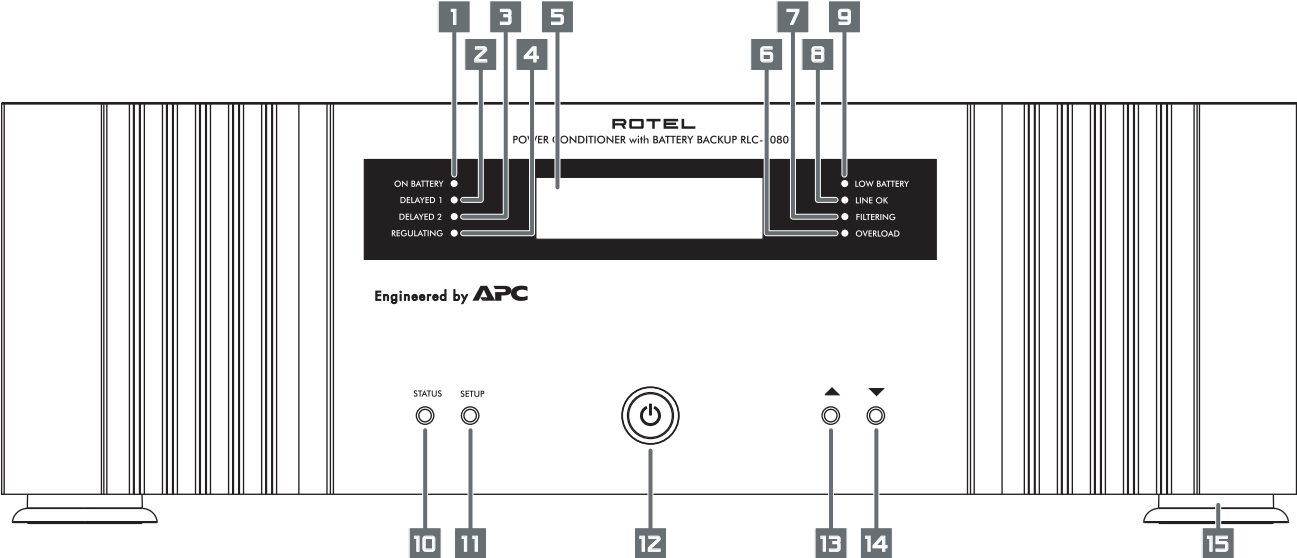 1 3 5 7 9
2 4 6 8
ROTEL
POWER CONDITIONER with BATTERY BACKUP
ON BATTERY
DELAYED 1
DELAYED 2
REGULATING
LOW BATTERY
LINE OK
FILTERING
OVERLOAD
Engineered by APC
STATUS SETUP
10 11 12 13 14 15